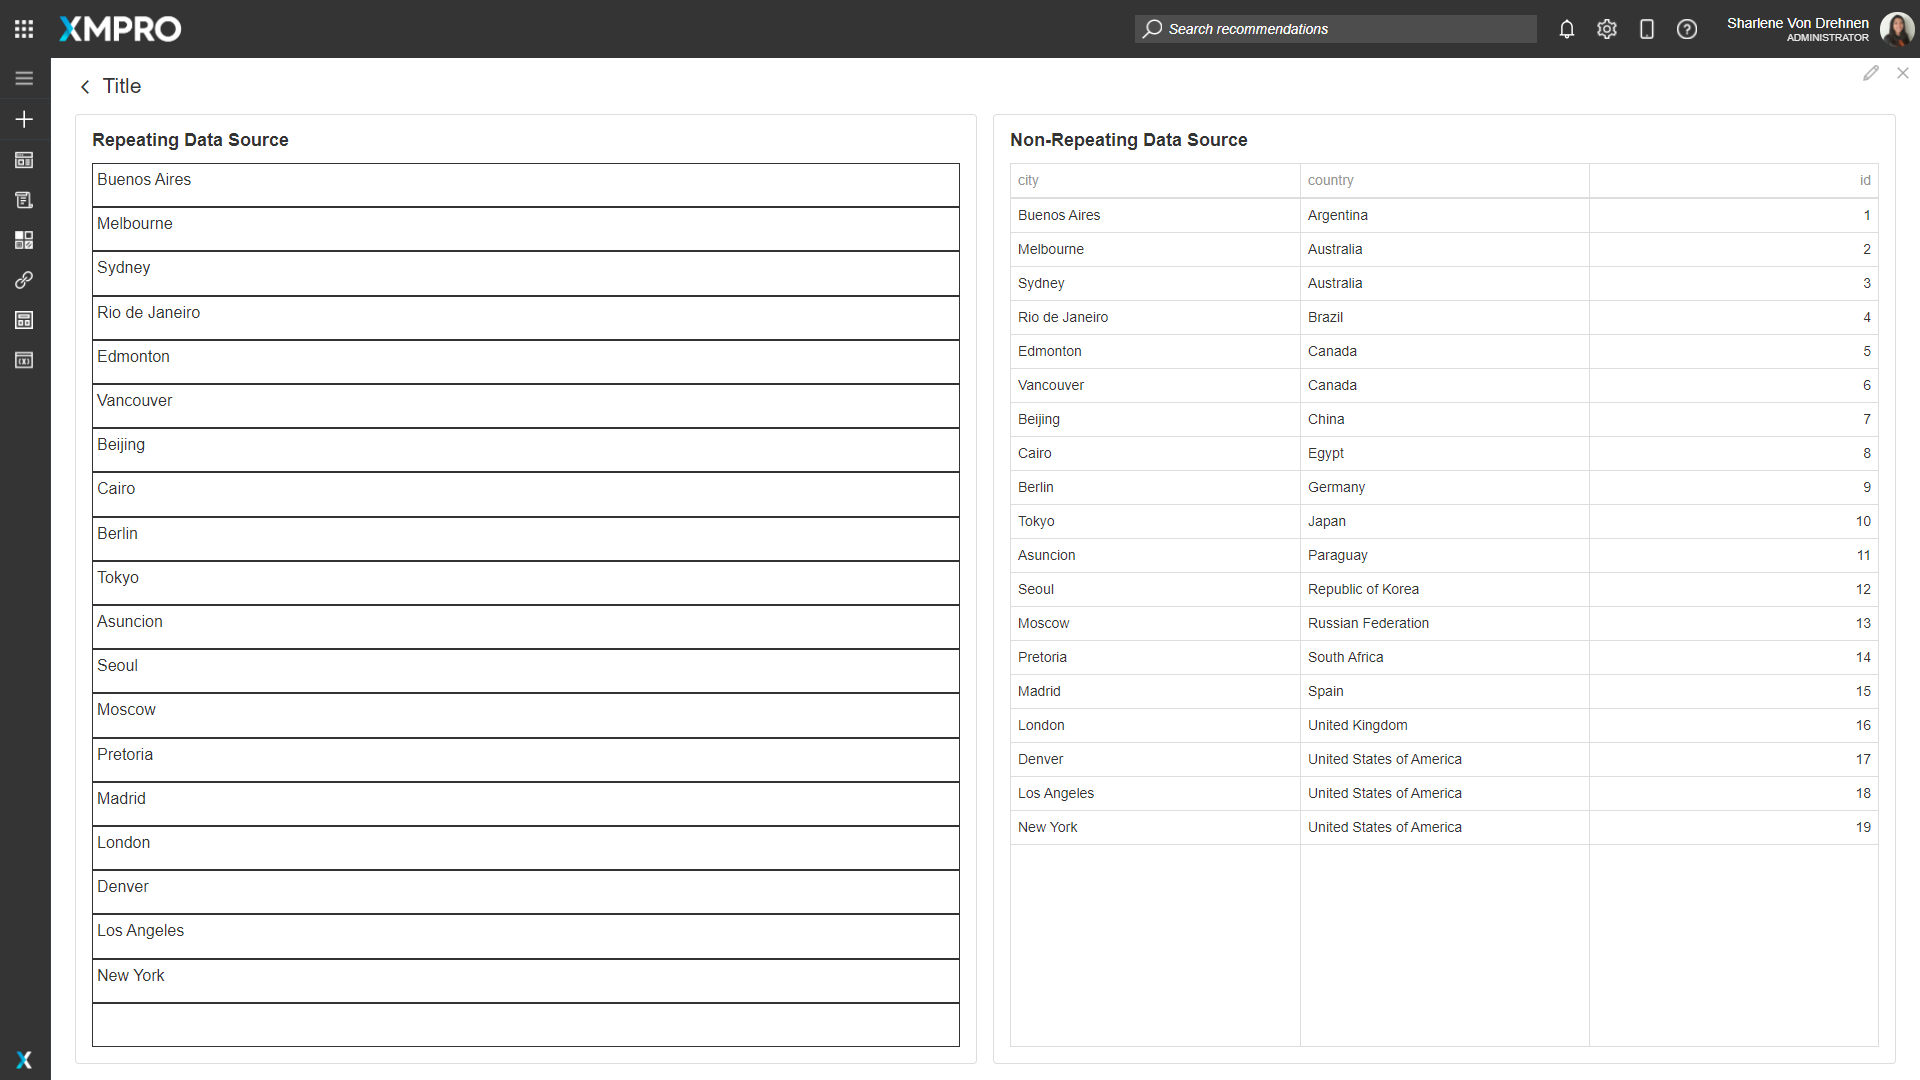 XMPRO
Search recommendations
Sharlene Von Drehnen
ADMINISTRATOR
Title
Repeating Data Source
Buenos Aires
Melbourne
Sydney
Rio de Janeiro
Edmonton
Vancouver
Beijing
Cairo
Berlin
Tokyo
Asuncion
Seoul
Moscow
Pretoria
Madrid
London
Denver
Los Angeles
New York
Non-Repeating Data Source
city country id
Buenos Aires Argentina 1
Melbourne Australia 2
Sydney Australia 3
Rio de Janeiro Brazil 4
Edmonton Canada 5
Vancouver Canada 6
Beijing China 7
Cairo Egypt 8
Berlin Germany 9
Tokyo Japan 10
Asuncion Paraguay 11
Seoul Republic of Korea 12
Moscow Russian Federation 13
Pretoria South Africa 14
Madrid Spain 15
London United Kingdom 16
Denver United States of America 17
Los Angeles United States of America 18
New York United States of America 19